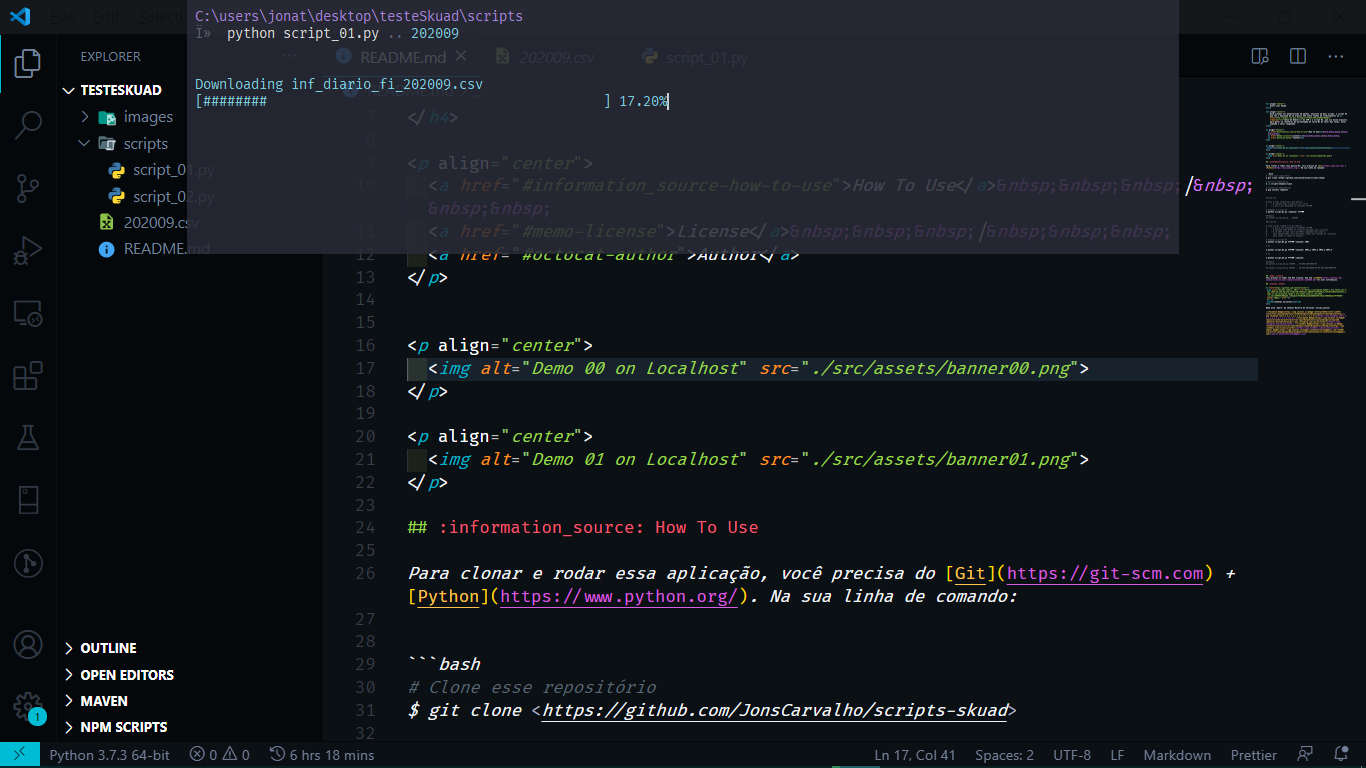 File Edit Selecti
C:\users\jonat\desktop\testeSkuad\scripts
I» python script_01.py .. 202009
Downloading inf_diario_fi_202009.csv
[######## ] 17.20%
EXPLORER
README.md
202009.csv
script_01.py
TESTESKUAD
images
scripts
script_01.py
script_02.py
202009.csv
README.md
7 </h4>
8
9 <p align="center">
10 <a href="#information_source-how-to-use">How To Use</a>&nbsp;&nbsp;&nbsp;|&nbsp;
&nbsp;&nbsp;
11 <a href="#memo-license">License</a>&nbsp;&nbsp;&nbsp;|&nbsp;&nbsp;&nbsp;
12 <a href="#octocat-author">Author</a>
13 </p>
14
15
16 <p align="center">
17 <img alt="Demo 00 on Localhost" src="./src/assets/banner00.png">
18 </p>
19
20 <p align="center">
21 <img alt="Demo 01 on Localhost" src="./src/assets/banner01.png">
22 </p>
23
24 ## :information_source: How To Use
25
26 Para clonar e rodar essa aplicação, você precisa do [Git](https://git-scm.com) +
[Python](https://www.python.org/). Na sua linha de comando:
27
28
29 ```bash
30 # Clone esse repositório
31 $ git clone <https://github.com/JonsCarvalho/scripts-skuad>
32
OUTLINE
OPEN EDITORS
MAVEN
NPM SCRIPTS
1
Python 3.7.3 64-bit 0 0 6 hrs 18 mins Ln 17, Col 41 Spaces: 2 UTF-8 LF Markdown Prettier